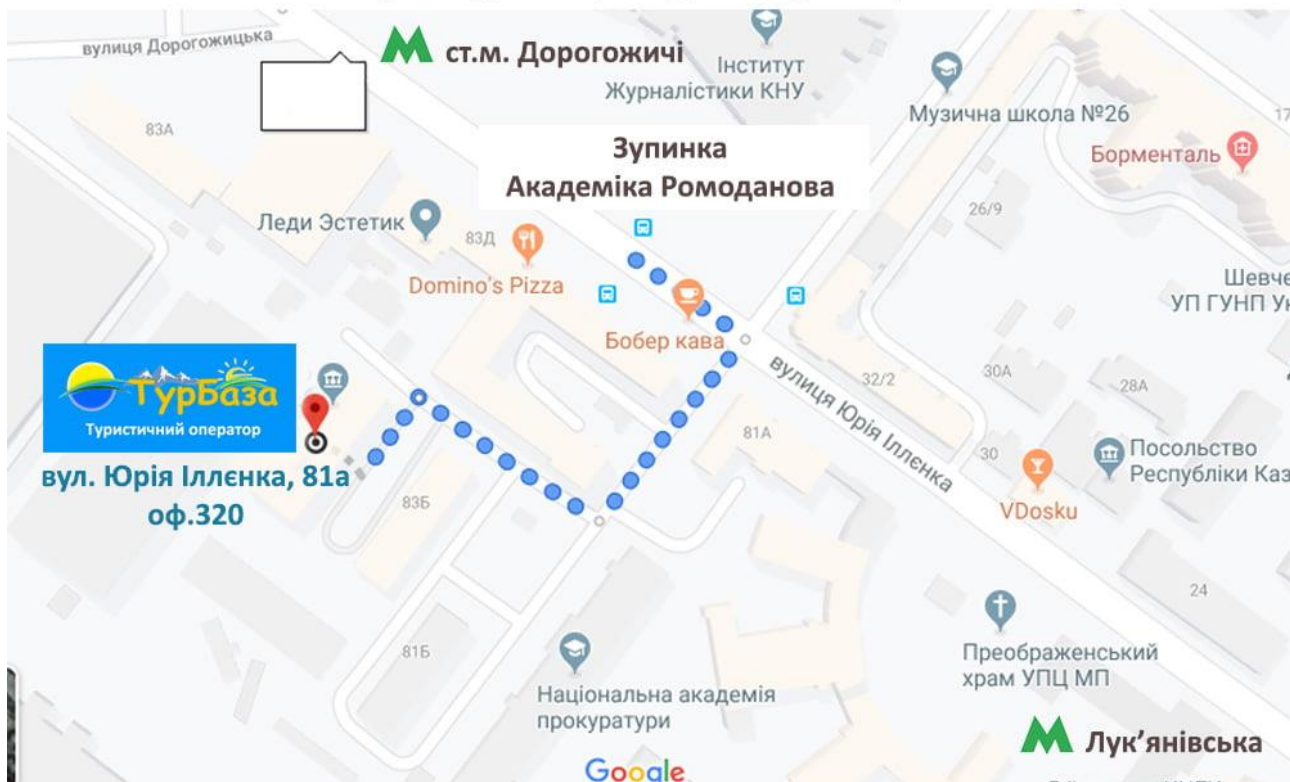 вулиця Дорогожицька
ст.м. Дорогожичі
Інститут
Журналістики КНУ
Музична школа №26
17
83А
Зупинка
Академіка Ромоданова
Борменталь
26/9
Леди Эстетик
83Д
Domino's Pizza
Шевче
УП ГУНП Ук
Бобер кава
вулиця Юрія Іллєнка
32/2
30А
28А
ТурБаза
Туристичний оператор
вул. Юрія Іллєнка, 81а
оф.320
81А
30
Посольство
Республіки Каз
83Б
VDosku
24
81Б
Преображенський
храм УПЦ МП
Національна академія
прокуратури
Лук’янівська
Google